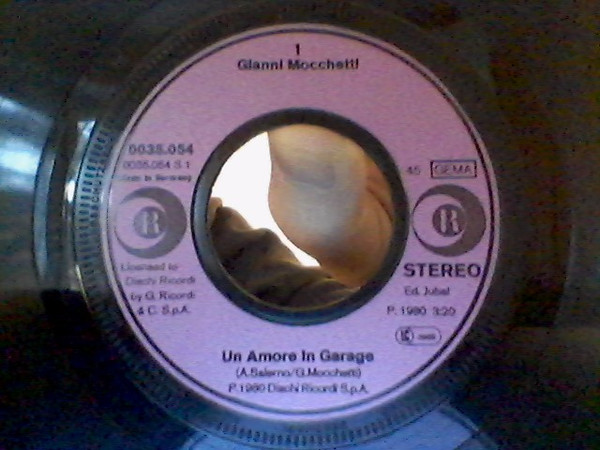 1
Gianni Mocchetti
0035.054
0035.054 S 1
Made in Germany
45 GEMA
R
R
Licensed to
Dischi Ricordi
by G. Ricordi
& C. S.p.A.
STEREO
Ed. Jubal
P. 1980 3:20
LC
Un Amore In Garage
(A.Salerno/G.Mocchetti)
P.1980 Dischi Ricordi S.p.A.